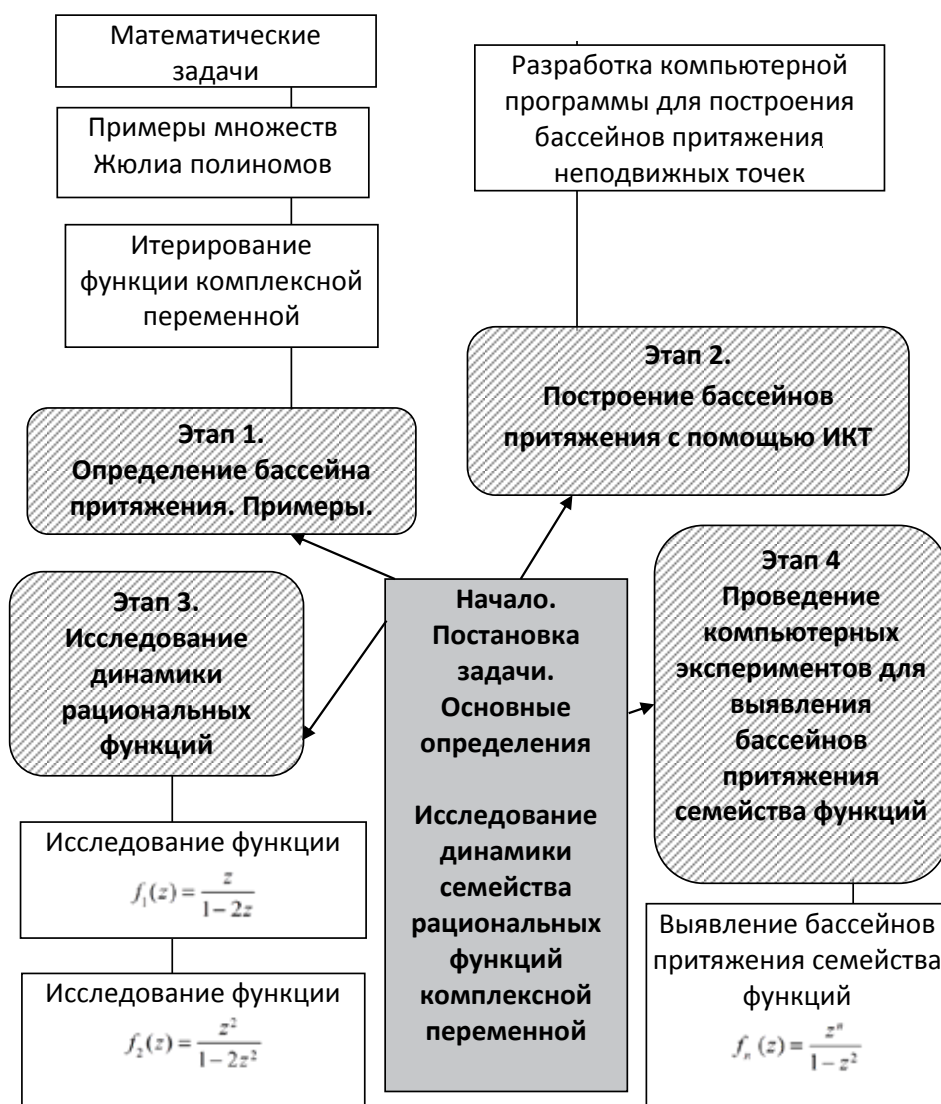 Математические
задачи
Примеры множеств
Жюлиа полиномов
Итерирование
функции комплексной
переменной
Этап 1.
Определение бассейна
притяжения. Примеры.
Разработка компьютерной
программы для построения
бассейнов притяжения
неподвижных точек
Этап 2.
Построение бассейнов
притяжения с помощью ИКТ
Этап 3.
Исследование
динамики
рациональных
функций
Исследование функции
f₁(z) = z / (1 − 2z)
Исследование функции
f₂(z) = z² / (1 − 2z²)
Начало.
Постановка
задачи.
Основные
определения
Исследование
динамики
семейства
рациональных
функций
комплексной
переменной
Этап 4
Проведение
компьютерных
экспериментов для
выявления
бассейнов
притяжения
семейства функций
Выявление бассейнов
притяжения семейства
функций
fₙ(z) = zⁿ / (1 − z²)